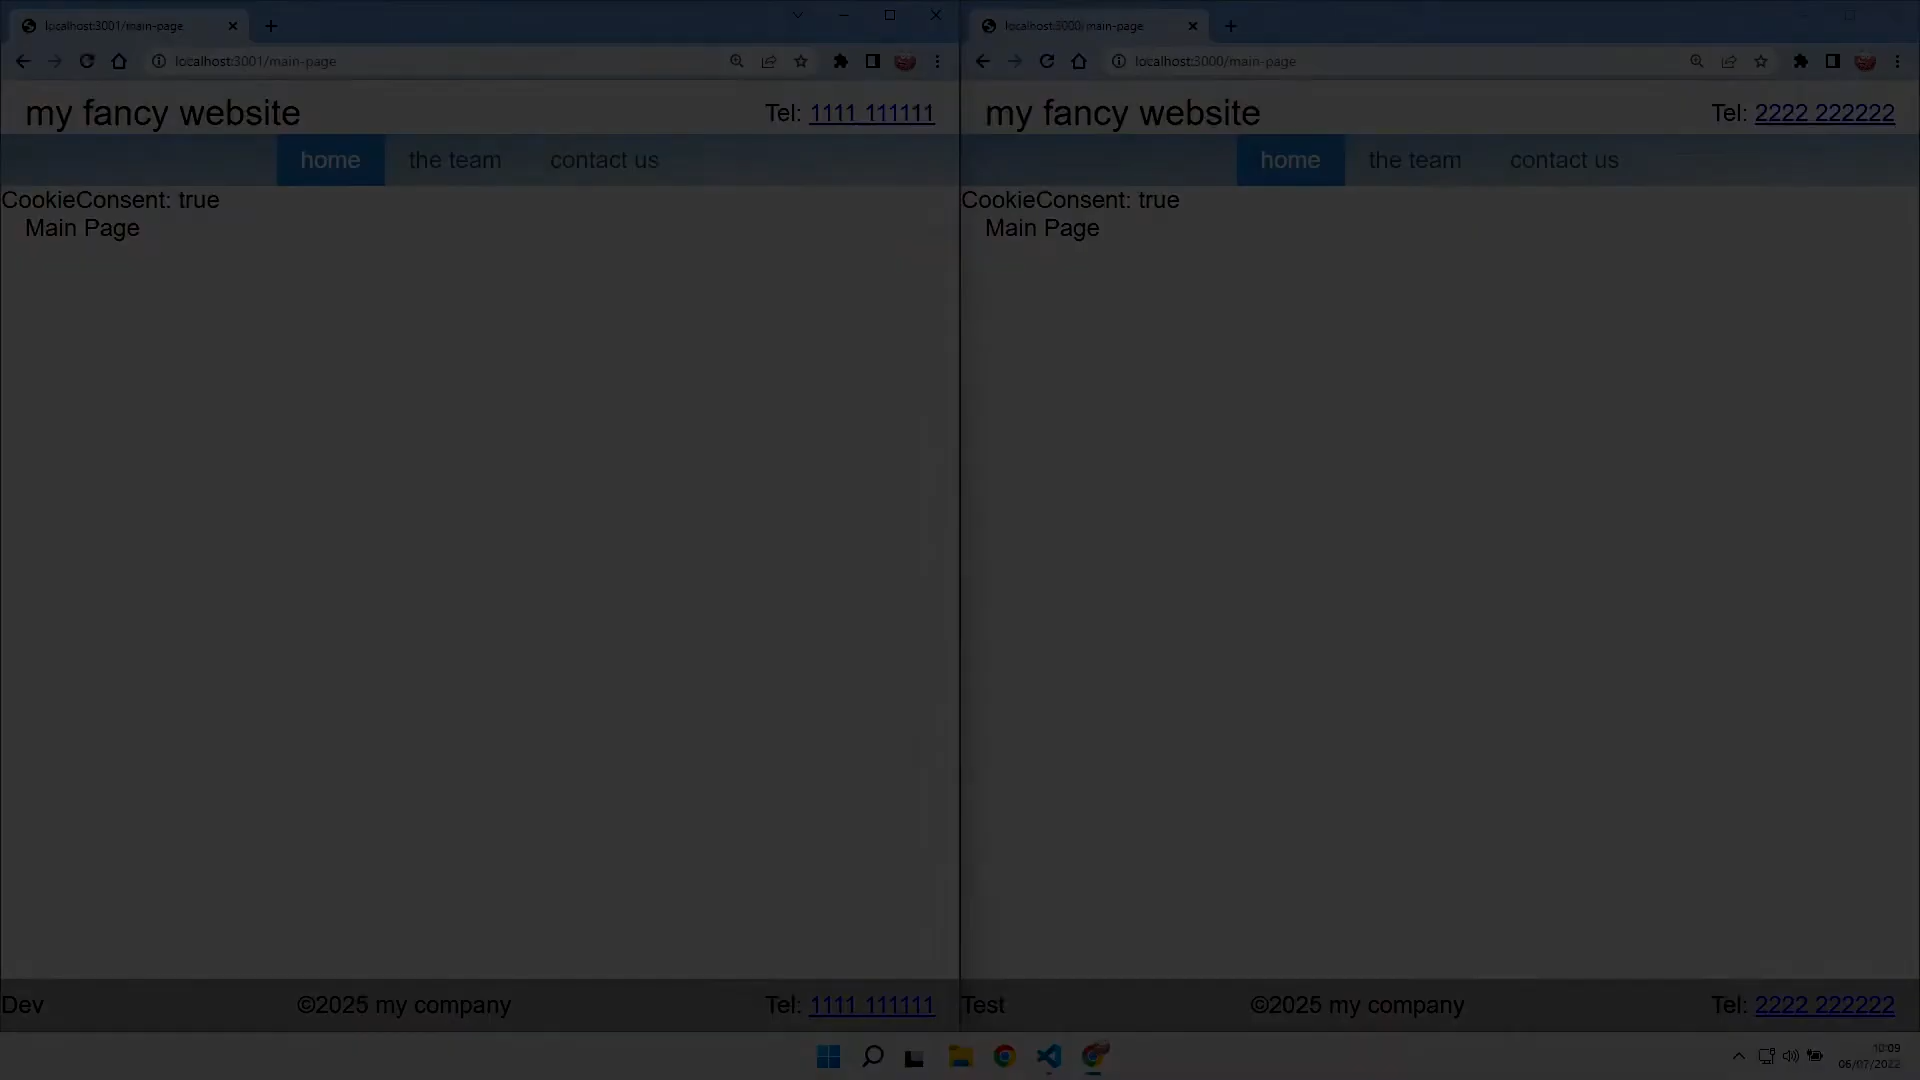 localhost:3001/main-page
localhost:3001/main-page
my fancy website
Tel: 1111 111111
home
the team
contact us
CookieConsent: true
Main Page
Dev
©2025 my company
Tel: 1111 111111
localhost:3000/main-page
localhost:3000/main-page
my fancy website
Tel: 2222 222222
home
the team
contact us
CookieConsent: true
Main Page
Test
©2025 my company
Tel: 2222 222222
10:09
06/07/2022